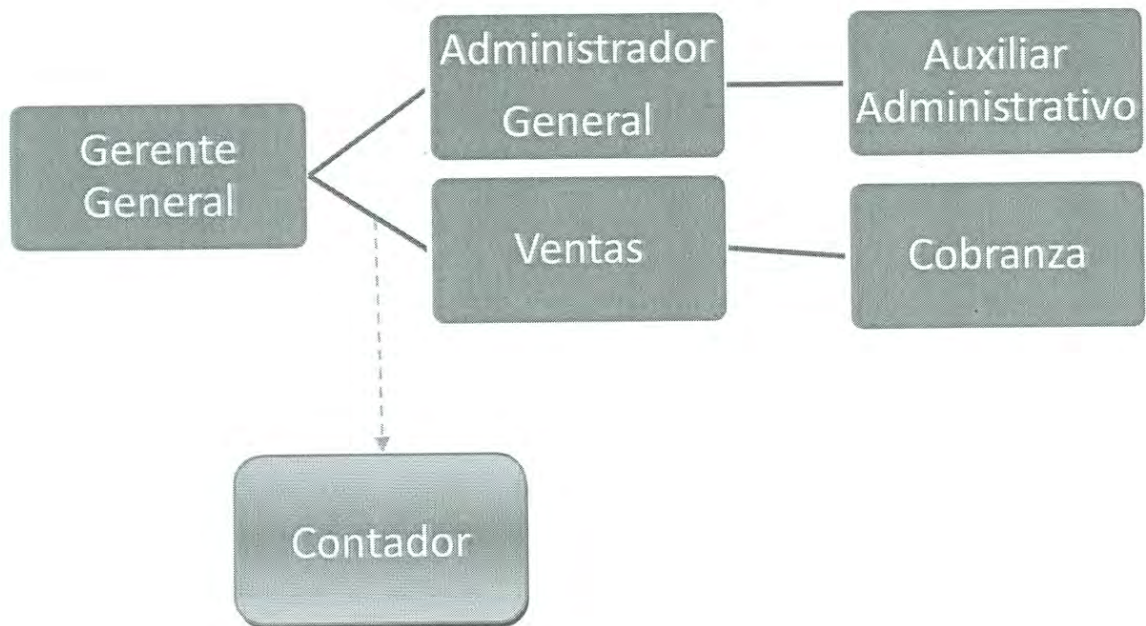 Gerente
General
Administrador
General
Auxiliar
Administrativo
Ventas
Cobranza
Contador